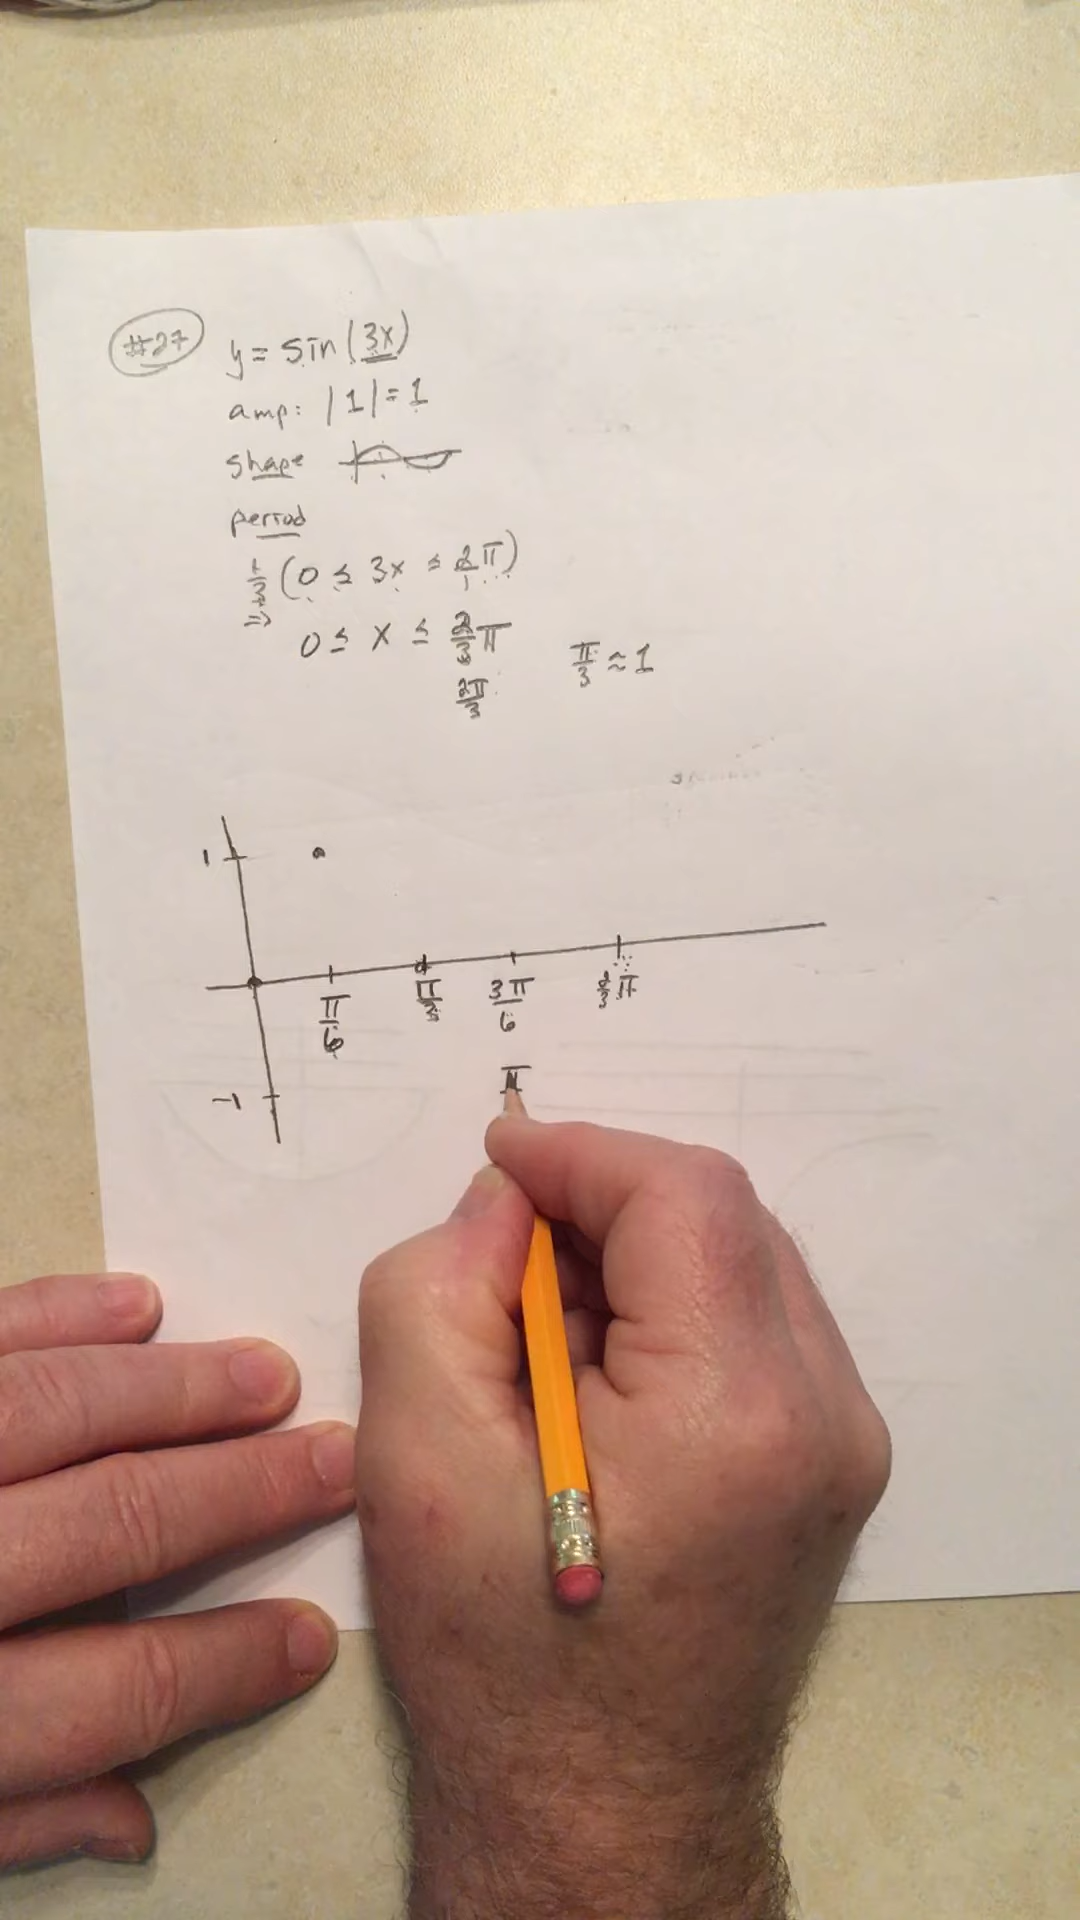 #27 y = sin(3x)
amp: |1| = 1
shape
period
1/3 (0 ≤ 3x ≤ 2π/1)
⇒ 0 ≤ x ≤ 2/3 π
2π/3
π/3 ≈ 1
1
π/6 π/3 3π/6 2/3 π
π
-1